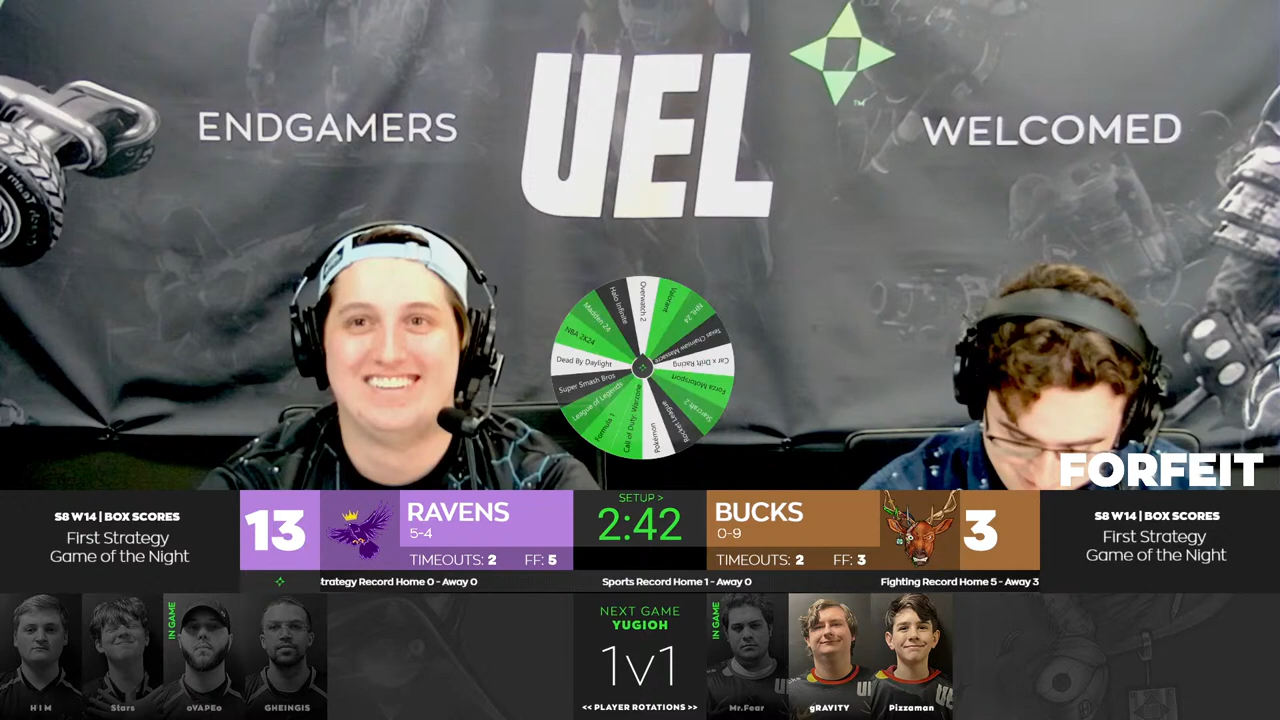 ENDGAMERS
UEL
WELCOMED
TM
Overwatch 2
Valorant
NHL 24
Texas Chainsaw Massacre
Car x Drift Racing
Forza Motorsport
Starcraft 2
Rocket League
Pokémon
Call of Duty: Warzone
Formula 1
League of Legends
Super Smash Bros
Dead By Daylight
NBA 2K24
Madden 24
Halo Infinite
FORFEIT
S8 W14 | BOX SCORES
First Strategy
Game of the Night
13
RAVENS
5-4
TIMEOUTS: 2
FF: 5
SETUP >
2:42
BUCKS
0-9
TIMEOUTS: 2
FF: 3
3
S8 W14 | BOX SCORES
First Strategy
Game of the Night
trategy Record Home 0 - Away 0
Sports Record Home 1 - Away 0
Fighting Record Home 5 - Away 3
IN GAME
H I M
Stars
oVAPEo
GHEINGIS
NEXT GAME
YUGIOH
1v1
<< PLAYER ROTATIONS >>
IN GAME
Mr.Fear
gRAVITY
Pizzaman